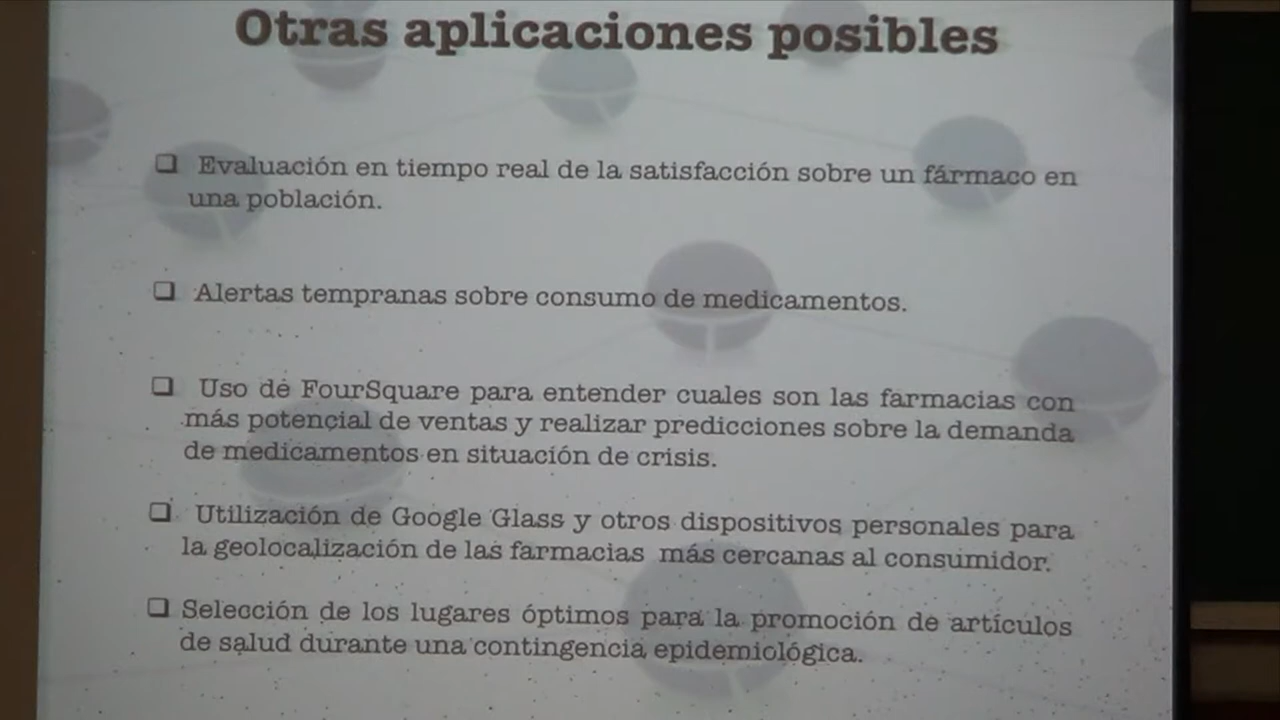 Otras aplicaciones posibles
❑ Evaluación en tiempo real de la satisfacción sobre un fármaco en
una población.
❑ Alertas tempranas sobre consumo de medicamentos.
❑ Uso de FourSquare para entender cuales son las farmacias con
más potencial de ventas y realizar predicciones sobre la demanda
de medicamentos en situación de crisis.
❑ Utilización de Google Glass y otros dispositivos personales para
la geolocalización de las farmacias más cercanas al consumidor.
❑ Selección de los lugares óptimos para la promoción de artículos
de salud durante una contingencia epidemiológica.